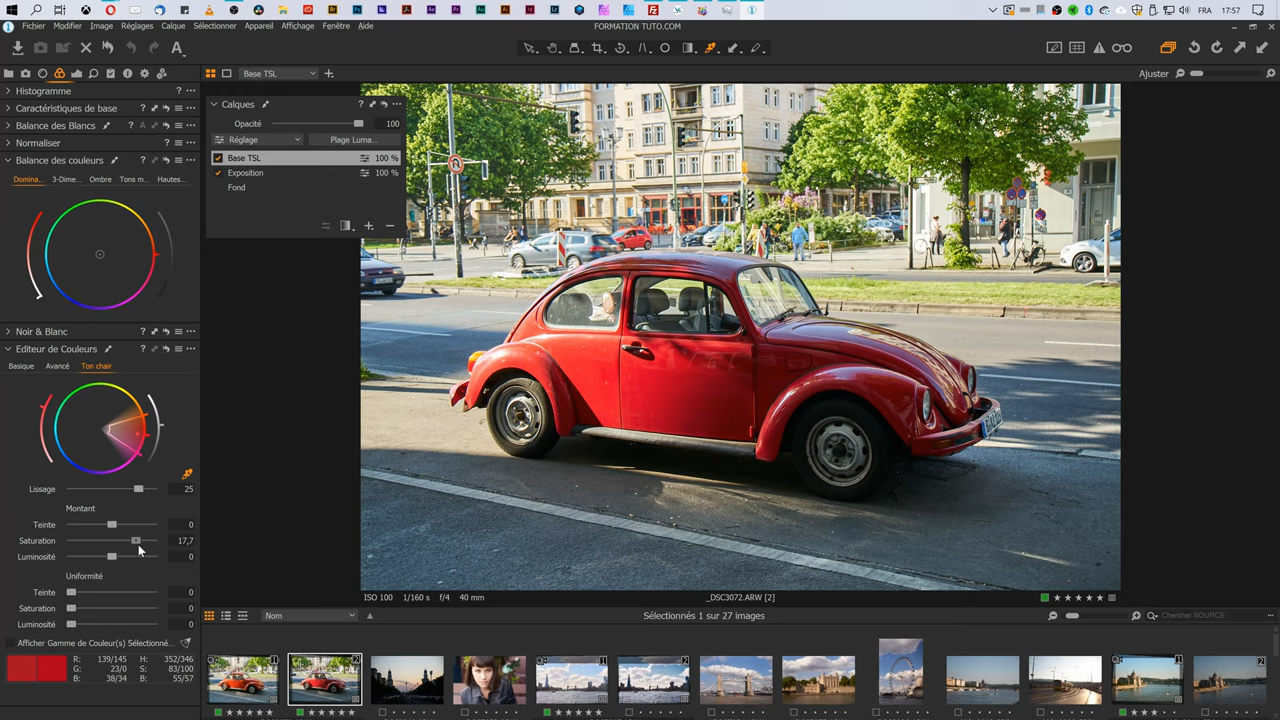 FRA 17:57
Fichier Modifier Image Réglages Calque Sélectionner Appareil Affichage Fenêtre Aide
FORMATION TUTO.COM
Base TSL
Ajuster
Histogramme
Caractéristiques de base
Balance des Blancs
Normaliser
Balance des couleurs
Domina... 3-Dime... Ombre Tons m... Hautes...
Noir & Blanc
Editeur de Couleurs
Basique Avancé Ton chair
Lissage 25
Montant
Teinte 0
Saturation 17,7
Luminosité 0
Uniformité
Teinte 0
Saturation 0
Luminosité 0
Afficher Gamme de Couleur(s) Sélectionné...
R: 139/145 H: 352/346
G: 23/0 S: 83/100
B: 38/34 B: 55/57
Calques
Opacité 100
Réglage Plage Luma...
Base TSL 100 %
Exposition 100 %
Fond
ISO 100 1/160 s f/4 40 mm
_DSC3072.ARW [2]
Nom
Sélectionnés 1 sur 27 images
Chercher SOURCE